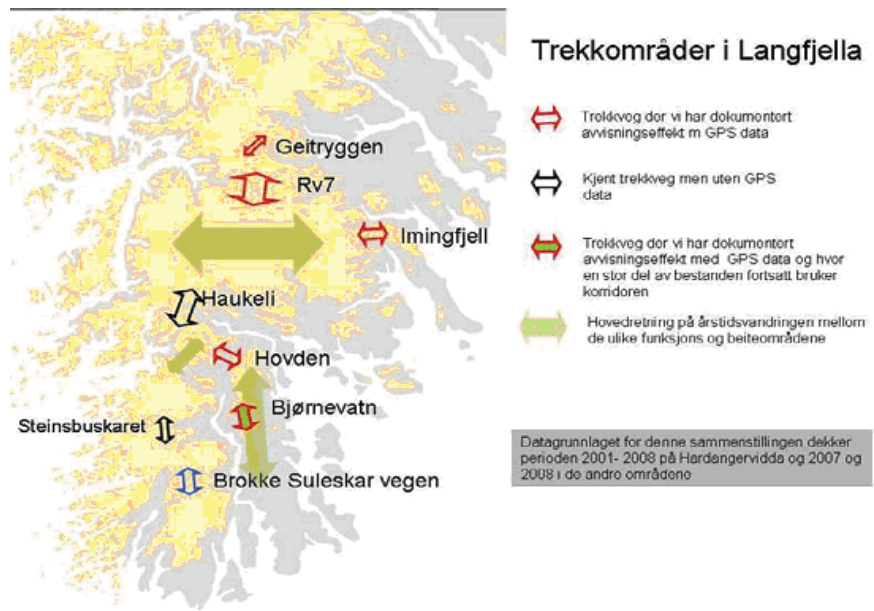 Trekkområder i Langfjella
Trekkveg der vi har dokumentert
avvisningseffekt m GPS data
Kjent trekkveg men uten GPS
data
Trekkveg der vi har dokumentert
avvisningseffekt med GPS data og hvor
en stor del av bestanden fortsatt bruker
korridoren
Hovedretning på årstidsvandringen mellom
de ulike funksjons og beiteområdene
Datagrunnlaget for denne sammenstillingen dekker
perioden 2001- 2008 på Hardangervidda og 2007 og
2008 i de andre områdene
Geitryggen
Rv7
Imingfjell
Haukeli
Hovden
Bjørnevatn
Steinsbuskaret
Brokke Suleskar vegen